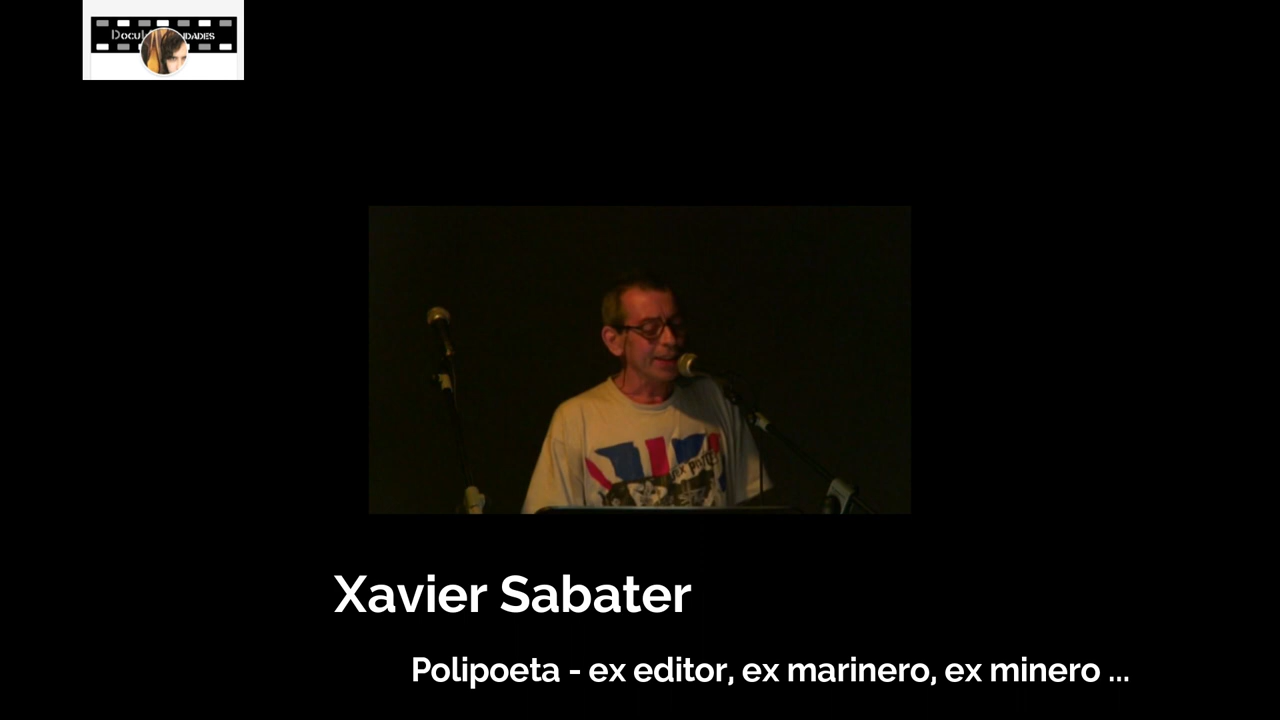 Xavier Sabater
Polipoeta - ex editor, ex marinero, ex minero ...